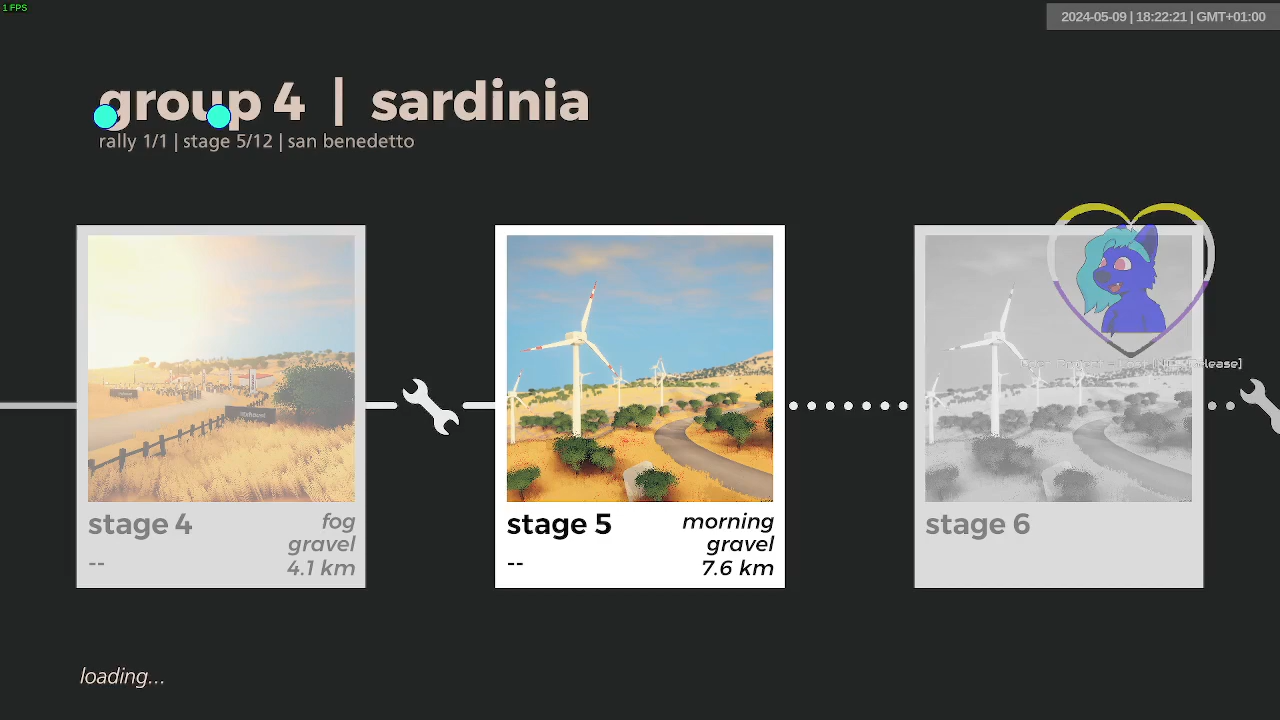 1 FPS
2024-05-09 | 18:22:21 | GMT+01:00
group 4 | sardinia
rally 1/1 | stage 5/12 | san benedetto
stage 4
fog
gravel
4.1 km
--
stage 5
morning
gravel
7.6 km
--
stage 6
loading...